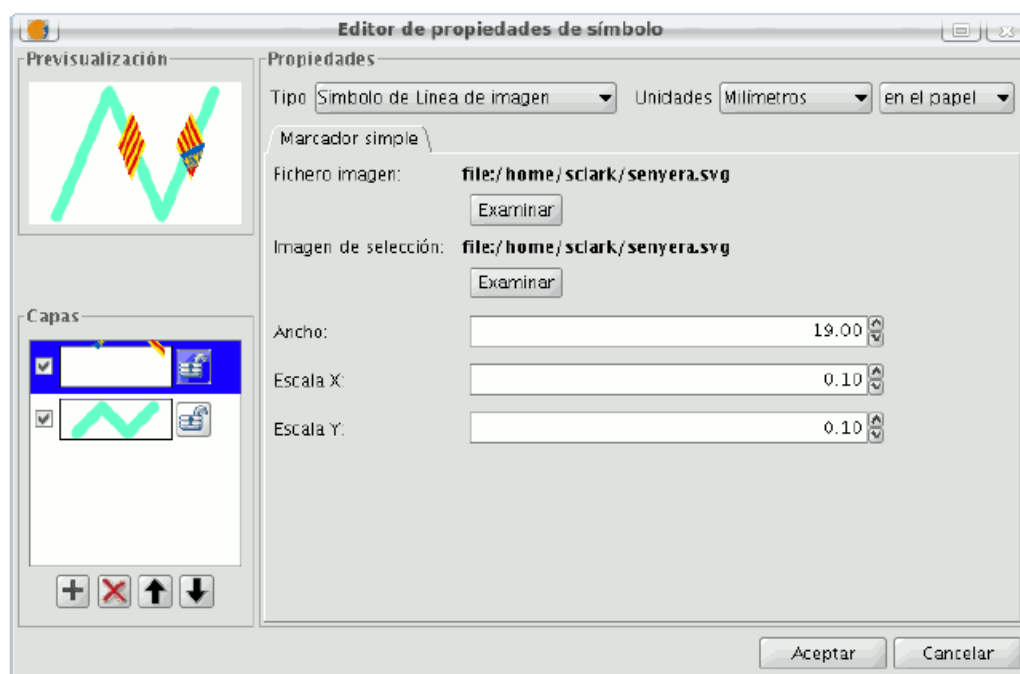 Editor de propiedades de símbolo
Previsualización
Propiedades
Tipo Símbolo de Línea de imagen Unidades Milímetros en el papel
Marcador simple
Fichero imagen: file:/home/sclark/senyera.svg
Examinar
Imagen de selección: file:/home/sclark/senyera.svg
Examinar
Capas
Ancho: 19.00
Escala X: 0.10
Escala Y: 0.10
Aceptar Cancelar